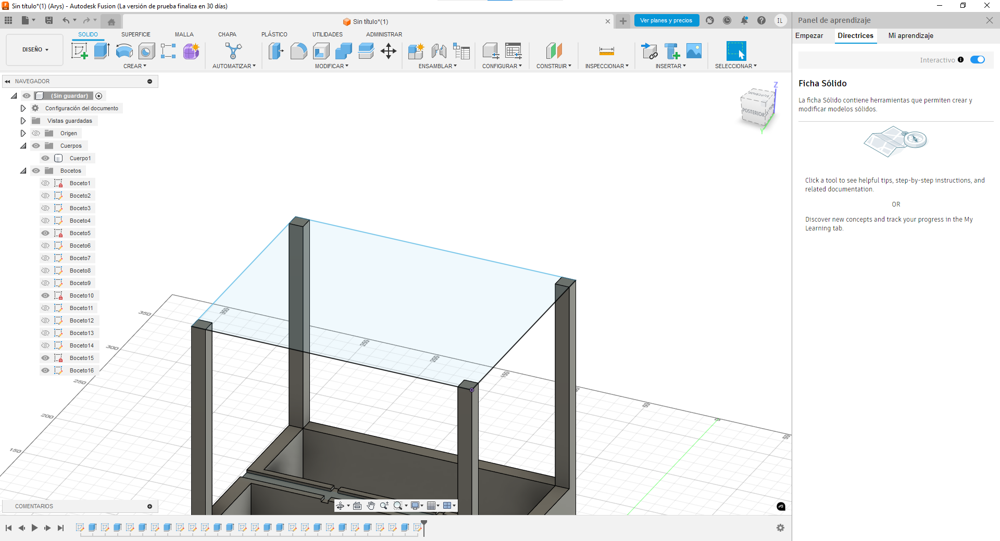 Sin título*(1) (Arys) - Autodesk Fusion (La versión de prueba finaliza en 30 días)
Sin título*(1)
Ver planes y precios
IL
Panel de aprendizaje
Empezar
Directrices
Mi aprendizaje
DISEÑO
SOLIDO
SUPERFICIE
MALLA
CHAPA
PLÁSTICO
UTILIDADES
ADMINISTRAR
CREAR
AUTOMATIZAR
MODIFICAR
ENSAMBLAR
CONFIGURAR
CONSTRUIR
INSPECCIONAR
INSERTAR
SELECCIONAR
Interactivo
Ficha Sólido
La ficha Sólido contiene herramientas que permiten crear y
modificar modelos sólidos.
Click a tool to see helpful tips, step-by-step instructions, and
related documentation.
OR
Discover new concepts and track your progress in the My
Learning tab.
NAVEGADOR
(Sin guardar)
Configuración del documento
Vistas guardadas
Origen
Cuerpos
Cuerpo1
Bocetos
Boceto1
Boceto2
Boceto3
Boceto4
Boceto5
Boceto6
Boceto7
Boceto8
Boceto9
Boceto10
Boceto11
Boceto12
Boceto13
Boceto14
Boceto15
Boceto16
Z
SUPERIOR
POSTERIOR
Y
350
300
250
200
150
350
250
200
150
50
0
50
COMENTARIOS